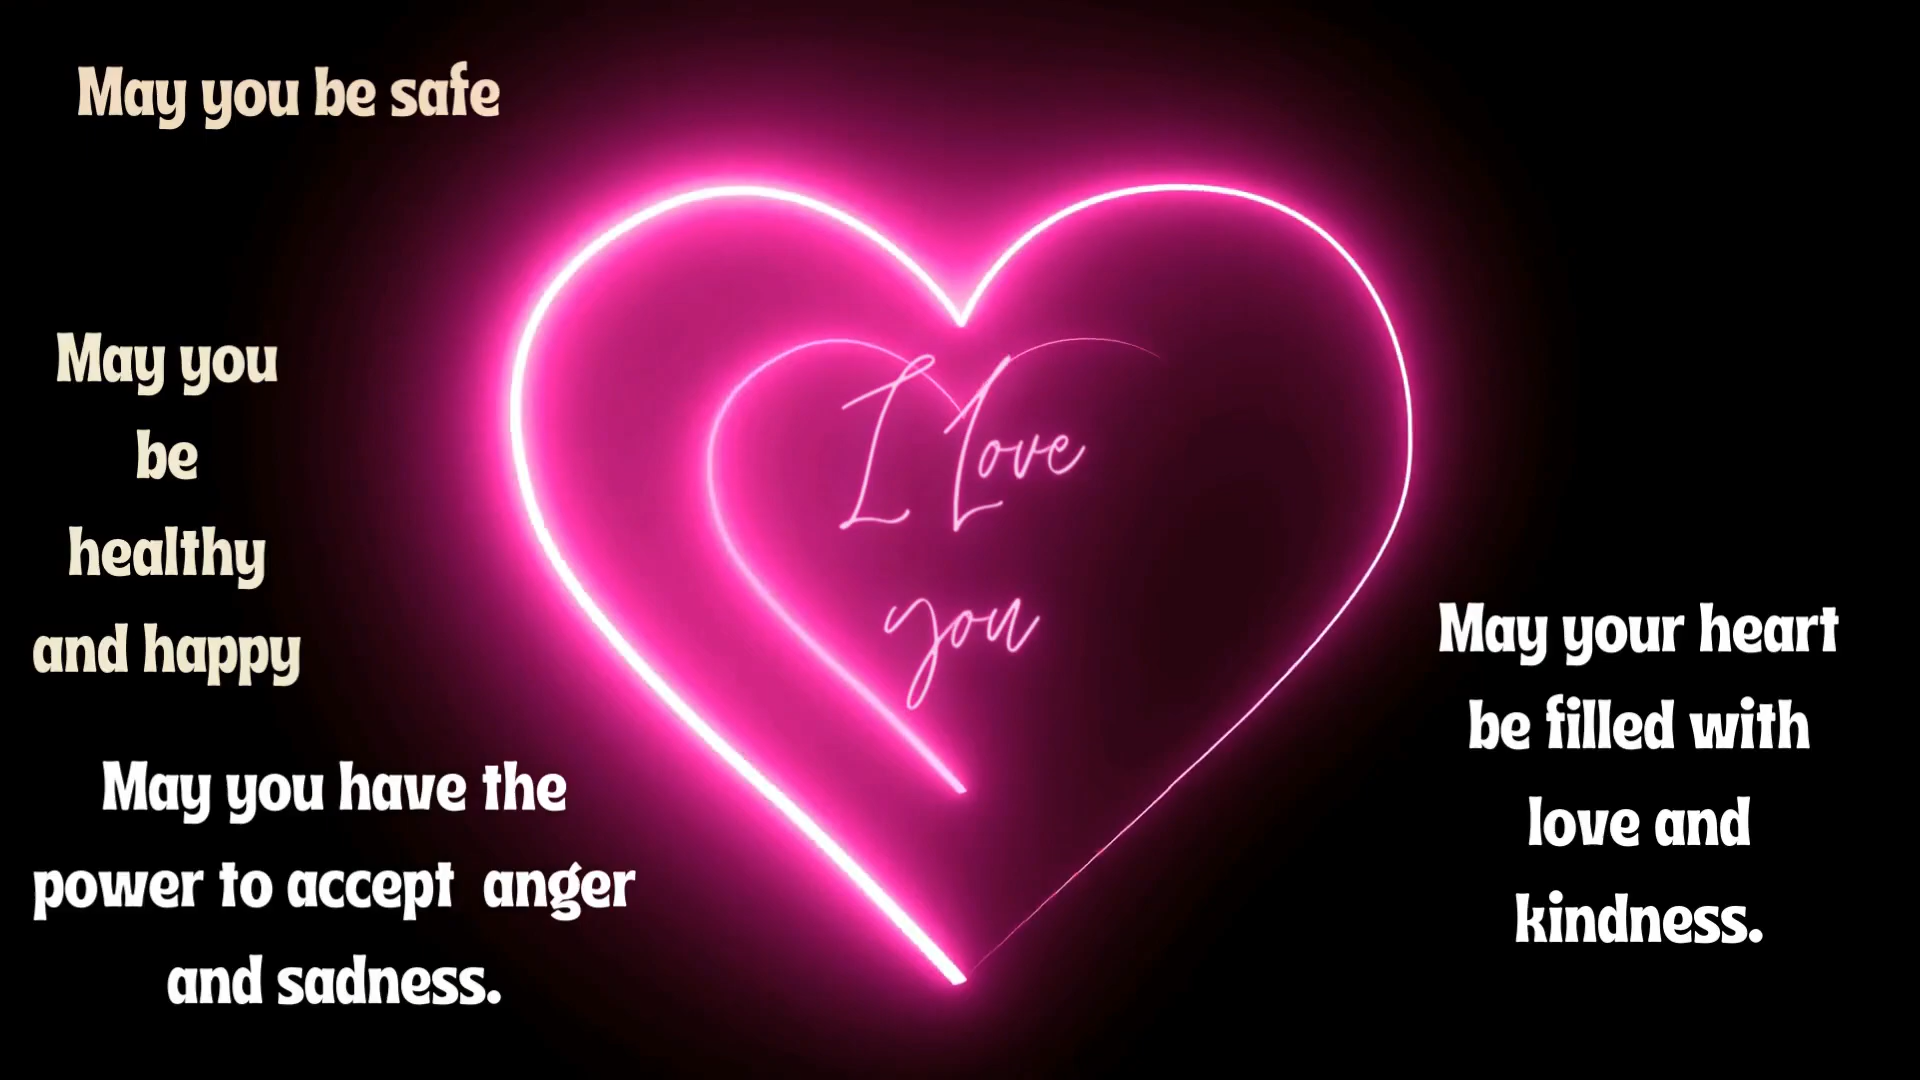 May you be safe
May you
be
healthy
and happy
I Love
you
May you have the
power to accept  anger
and sadness.
May your heart
be filled with
love and
kindness.